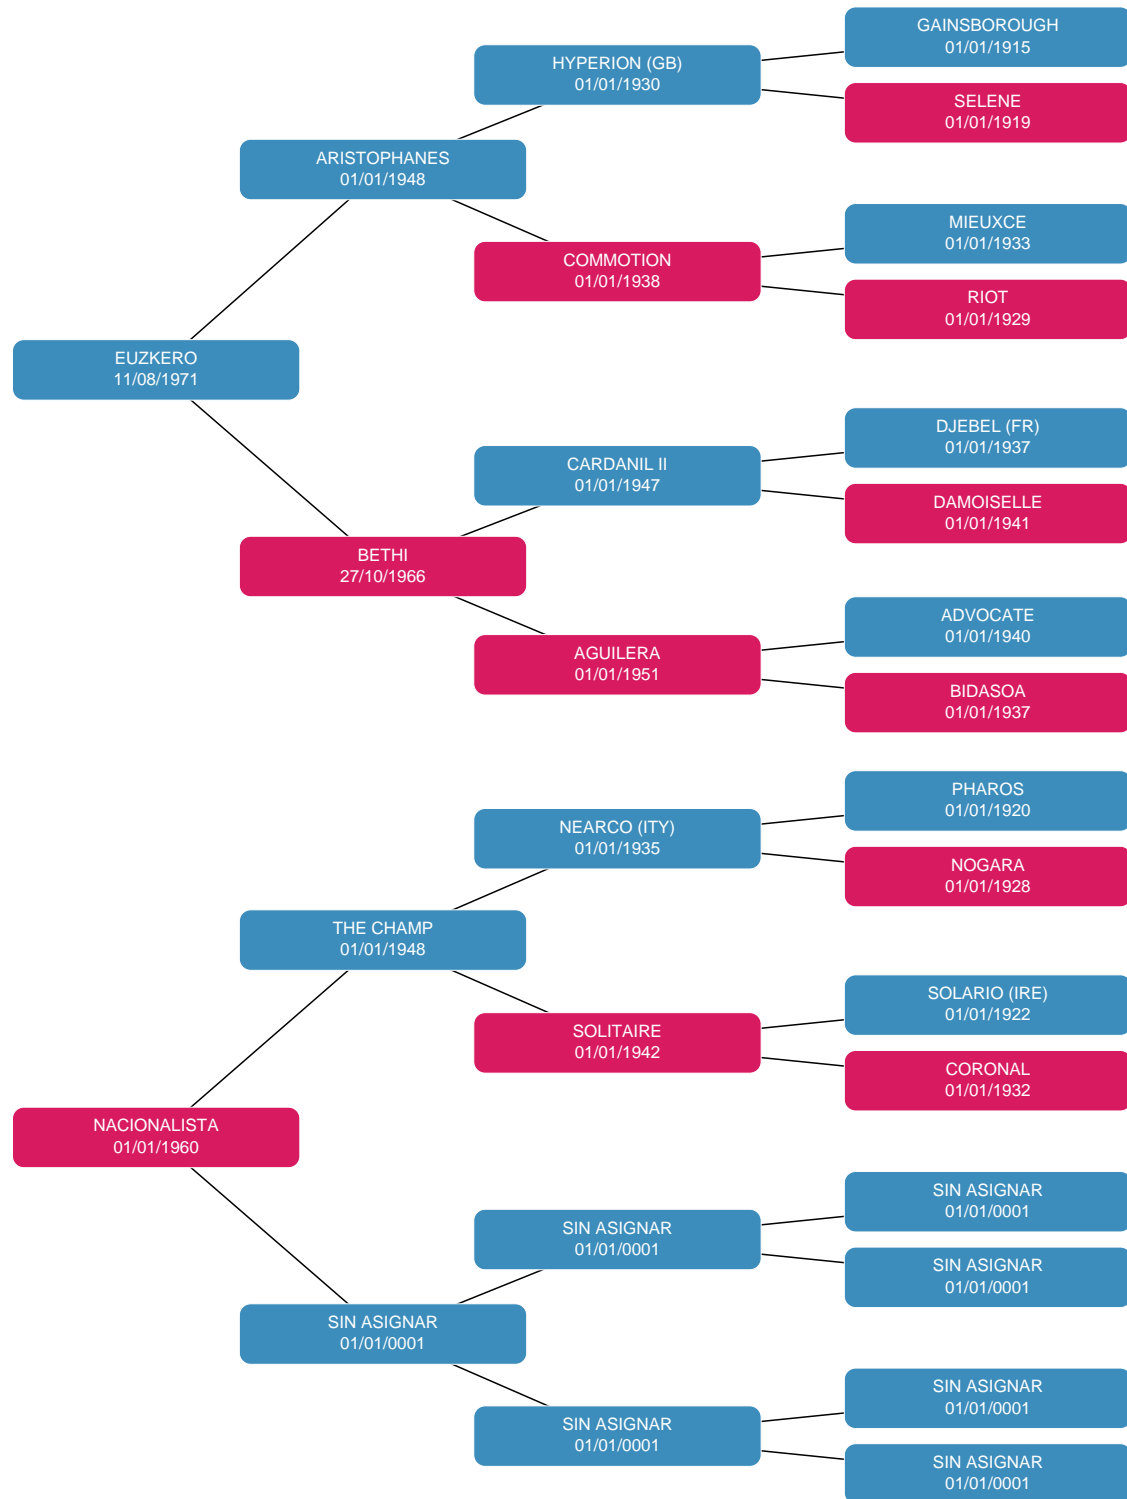 GAINSBOROUGH
01/01/1915
HYPERION (GB)
01/01/1930
SELENE
01/01/1919
ARISTOPHANES
01/01/1948
MIEUXCE
01/01/1933
COMMOTION
01/01/1938
RIOT
01/01/1929
EUZKERO
11/08/1971
DJEBEL (FR)
01/01/1937
CARDANIL II
01/01/1947
DAMOISELLE
01/01/1941
BETHI
27/10/1966
ADVOCATE
01/01/1940
AGUILERA
01/01/1951
BIDASOA
01/01/1937
PHAROS
01/01/1920
NEARCO (ITY)
01/01/1935
NOGARA
01/01/1928
THE CHAMP
01/01/1948
SOLARIO (IRE)
01/01/1922
SOLITAIRE
01/01/1942
CORONAL
01/01/1932
NACIONALISTA
01/01/1960
SIN ASIGNAR
01/01/0001
SIN ASIGNAR
01/01/0001
SIN ASIGNAR
01/01/0001
SIN ASIGNAR
01/01/0001
SIN ASIGNAR
01/01/0001
SIN ASIGNAR
01/01/0001
SIN ASIGNAR
01/01/0001